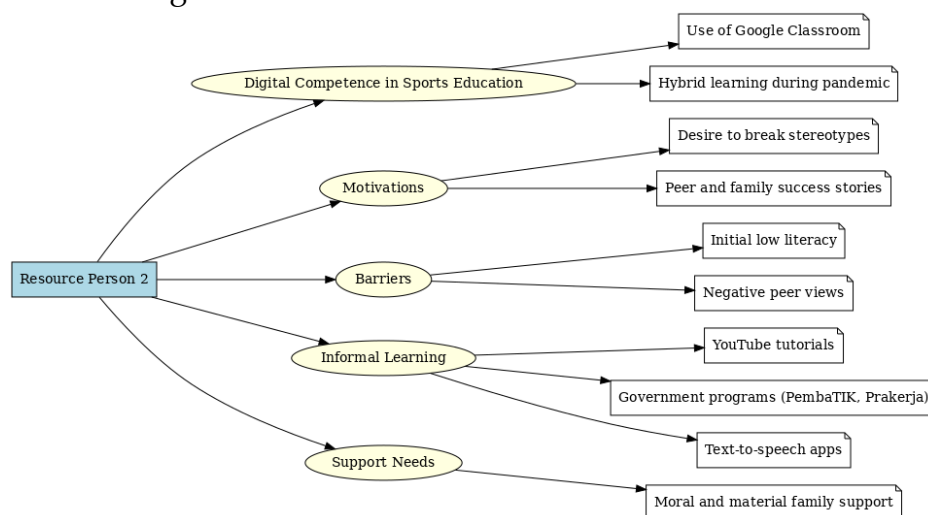 Use of Google Classroom
Digital Competence in Sports Education
Hybrid learning during pandemic
Desire to break stereotypes
Motivations
Peer and family success stories
Initial low literacy
Resource Person 2
Barriers
Negative peer views
YouTube tutorials
Informal Learning
Government programs (PembaTIK, Prakerja)
Text-to-speech apps
Support Needs
Moral and material family support